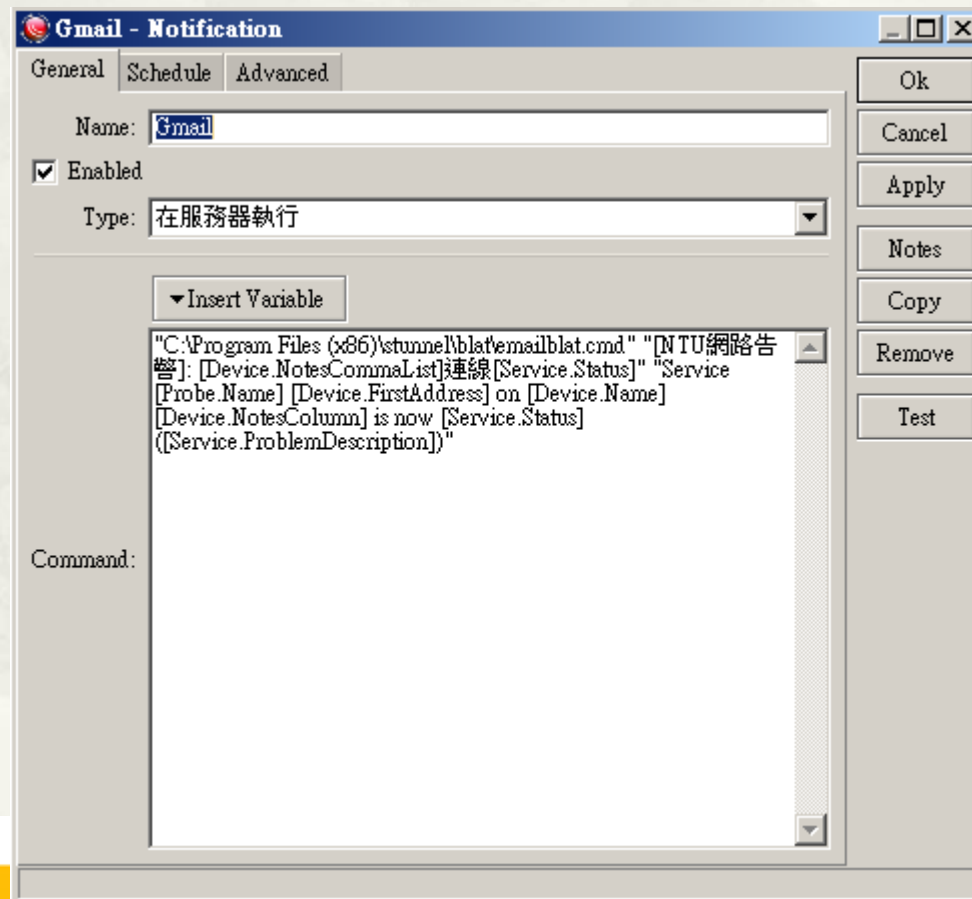 Gmail - Notification
General Schedule Advanced
Name: Gmail
Enabled
Type: 在服務器執行
Insert Variable
Command:
"C:\Program Files (x86)\stunnel\blat\emailblat.cmd" "[NTU網路告
警]: [Device.NotesCommaList]連線[Service.Status]" "Service
[Probe.Name] [Device.FirstAddress] on [Device.Name]
[Device.NotesColumn] is now [Service.Status]
([Service.ProblemDescription])"
Ok
Cancel
Apply
Notes
Copy
Remove
Test